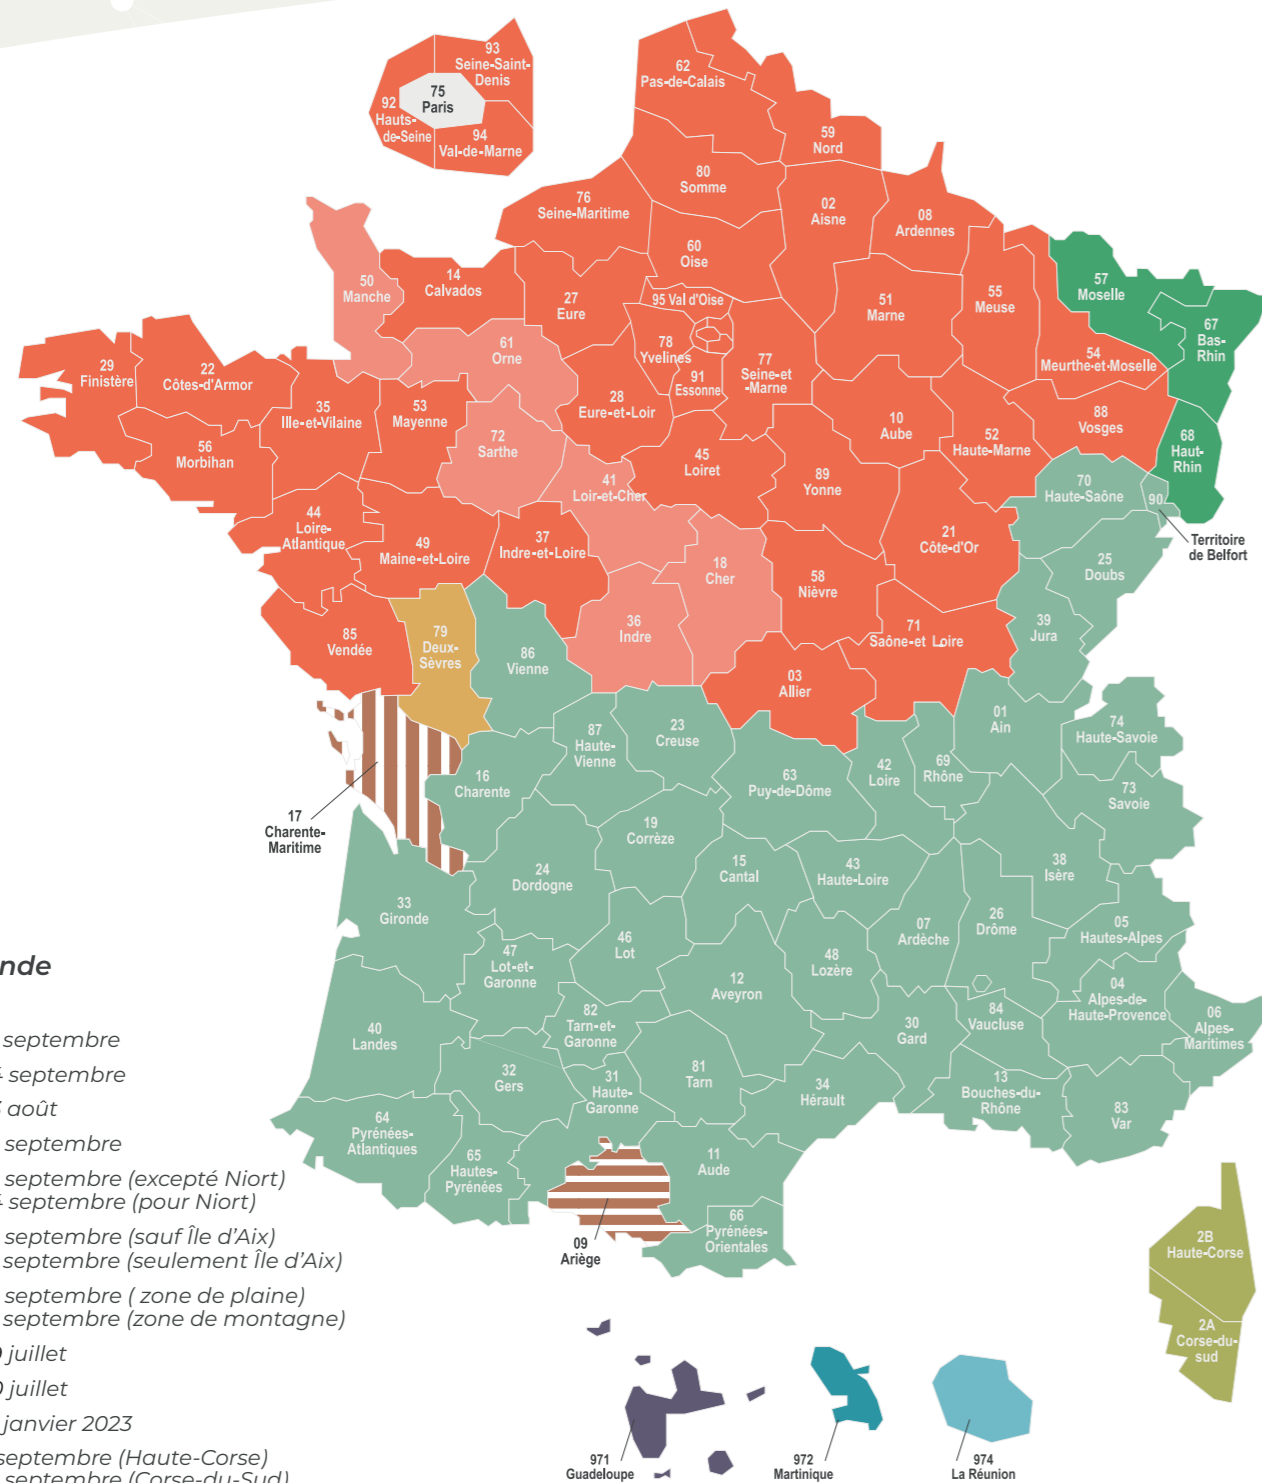 93
Seine-Saint-
Denis
75
Paris
92
Hauts-
de-Seine
94
Val-de-Marne
62
Pas-de-Calais
59
Nord
80
Somme
76
Seine-Maritime
02
Aisne
08
Ardennes
60
Oise
50
Manche
14
Calvados
27
Eure
95 Val d'Oise
51
Marne
55
Meuse
57
Moselle
67
Bas-
Rhin
61
Orne
78
Yvelines
91
Essonne
77
Seine-et
-Marne
54
Meurthe-et-Moselle
29
Finistère
22
Côtes-d'Armor
35
Ille-et-Vilaine
53
Mayenne
28
Eure-et-Loir
10
Aube
52
Haute-Marne
88
Vosges
68
Haut-
Rhin
56
Morbihan
72
Sarthe
45
Loiret
41
Loir-et-Cher
89
Yonne
70
Haute-Saône
90
Territoire
de Belfort
44
Loire-
Atlantique
49
Maine-et-Loire
37
Indre-et-Loire
18
Cher
58
Nièvre
21
Côte-d'Or
25
Doubs
85
Vendée
79
Deux-
Sèvres
86
Vienne
36
Indre
71
Saône-et Loire
39
Jura
03
Allier
01
Ain
74
Haute-Savoie
87
Haute-
Vienne
23
Creuse
63
Puy-de-Dôme
42
Loire
69
Rhône
73
Savoie
16
Charente
17
Charente-
Maritime
19
Corrèze
24
Dordogne
15
Cantal
43
Haute-Loire
38
Isère
33
Gironde
07
Ardèche
26
Drôme
05
Hautes-Alpes
47
Lot-et-
Garonne
46
Lot
12
Aveyron
48
Lozère
04
Alpes-de-
Haute-Provence
06
Alpes-
Maritimes
40
Landes
82
Tarn-et-
Garonne
30
Gard
84
Vaucluse
32
Gers
31
Haute-
Garonne
81
Tarn
34
Hérault
13
Bouches-du-
Rhône
83
Var
64
Pyrénées-
Atlantiques
65
Hautes-
Pyrénées
11
Aude
09
Ariège
66
Pyrénées-
Orientales
2B
Haute-Corse
2A
Corse-du-
sud
971
Guadeloupe
972
Martinique
974
La Réunion
nde
septembre
septembre
août
septembre
septembre (excepté Niort)
septembre (pour Niort)
septembre (sauf Île d'Aix)
septembre (seulement Île d'Aix)
septembre ( zone de plaine)
septembre (zone de montagne)
juillet
juillet
janvier 2023
septembre (Haute-Corse)
septembre (Corse-du-Sud)